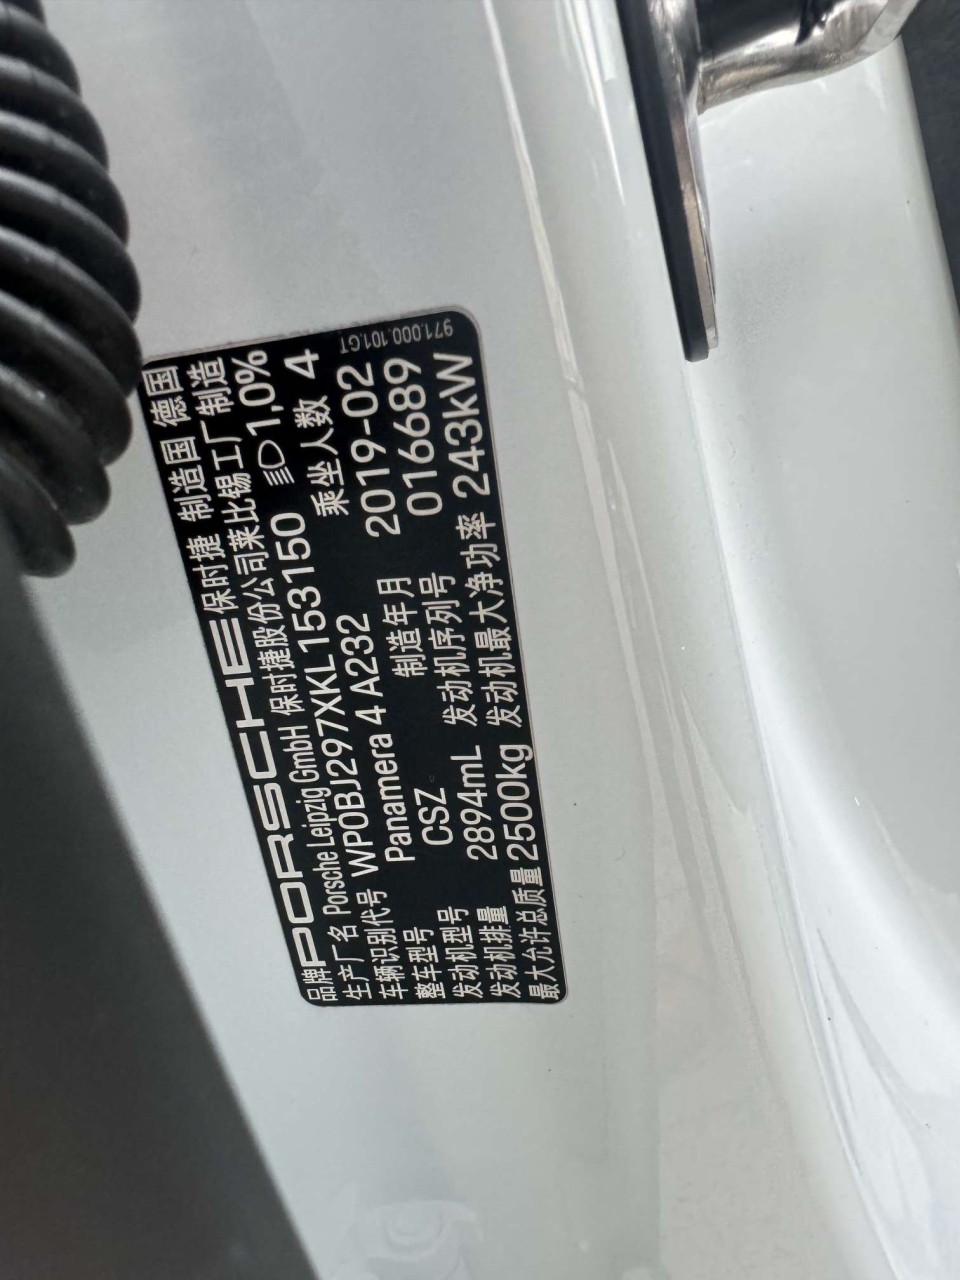 品牌 PORSCHE 保时捷 制造国 德国
生产厂名 Porsche Leipzig GmbH 保时捷股份公司莱比锡工厂制造
车辆识别代号 WP0BJ297XKL153150 1,0%
整车型号 Panamera 4 A232 乘坐人数 4
发动机型号 CSZ 制造年月 2019-02
发动机排量 2894mL 发动机序列号 016689
最大允许总质量 2500kg 发动机最大净功率 243kW
971.000.101.GT